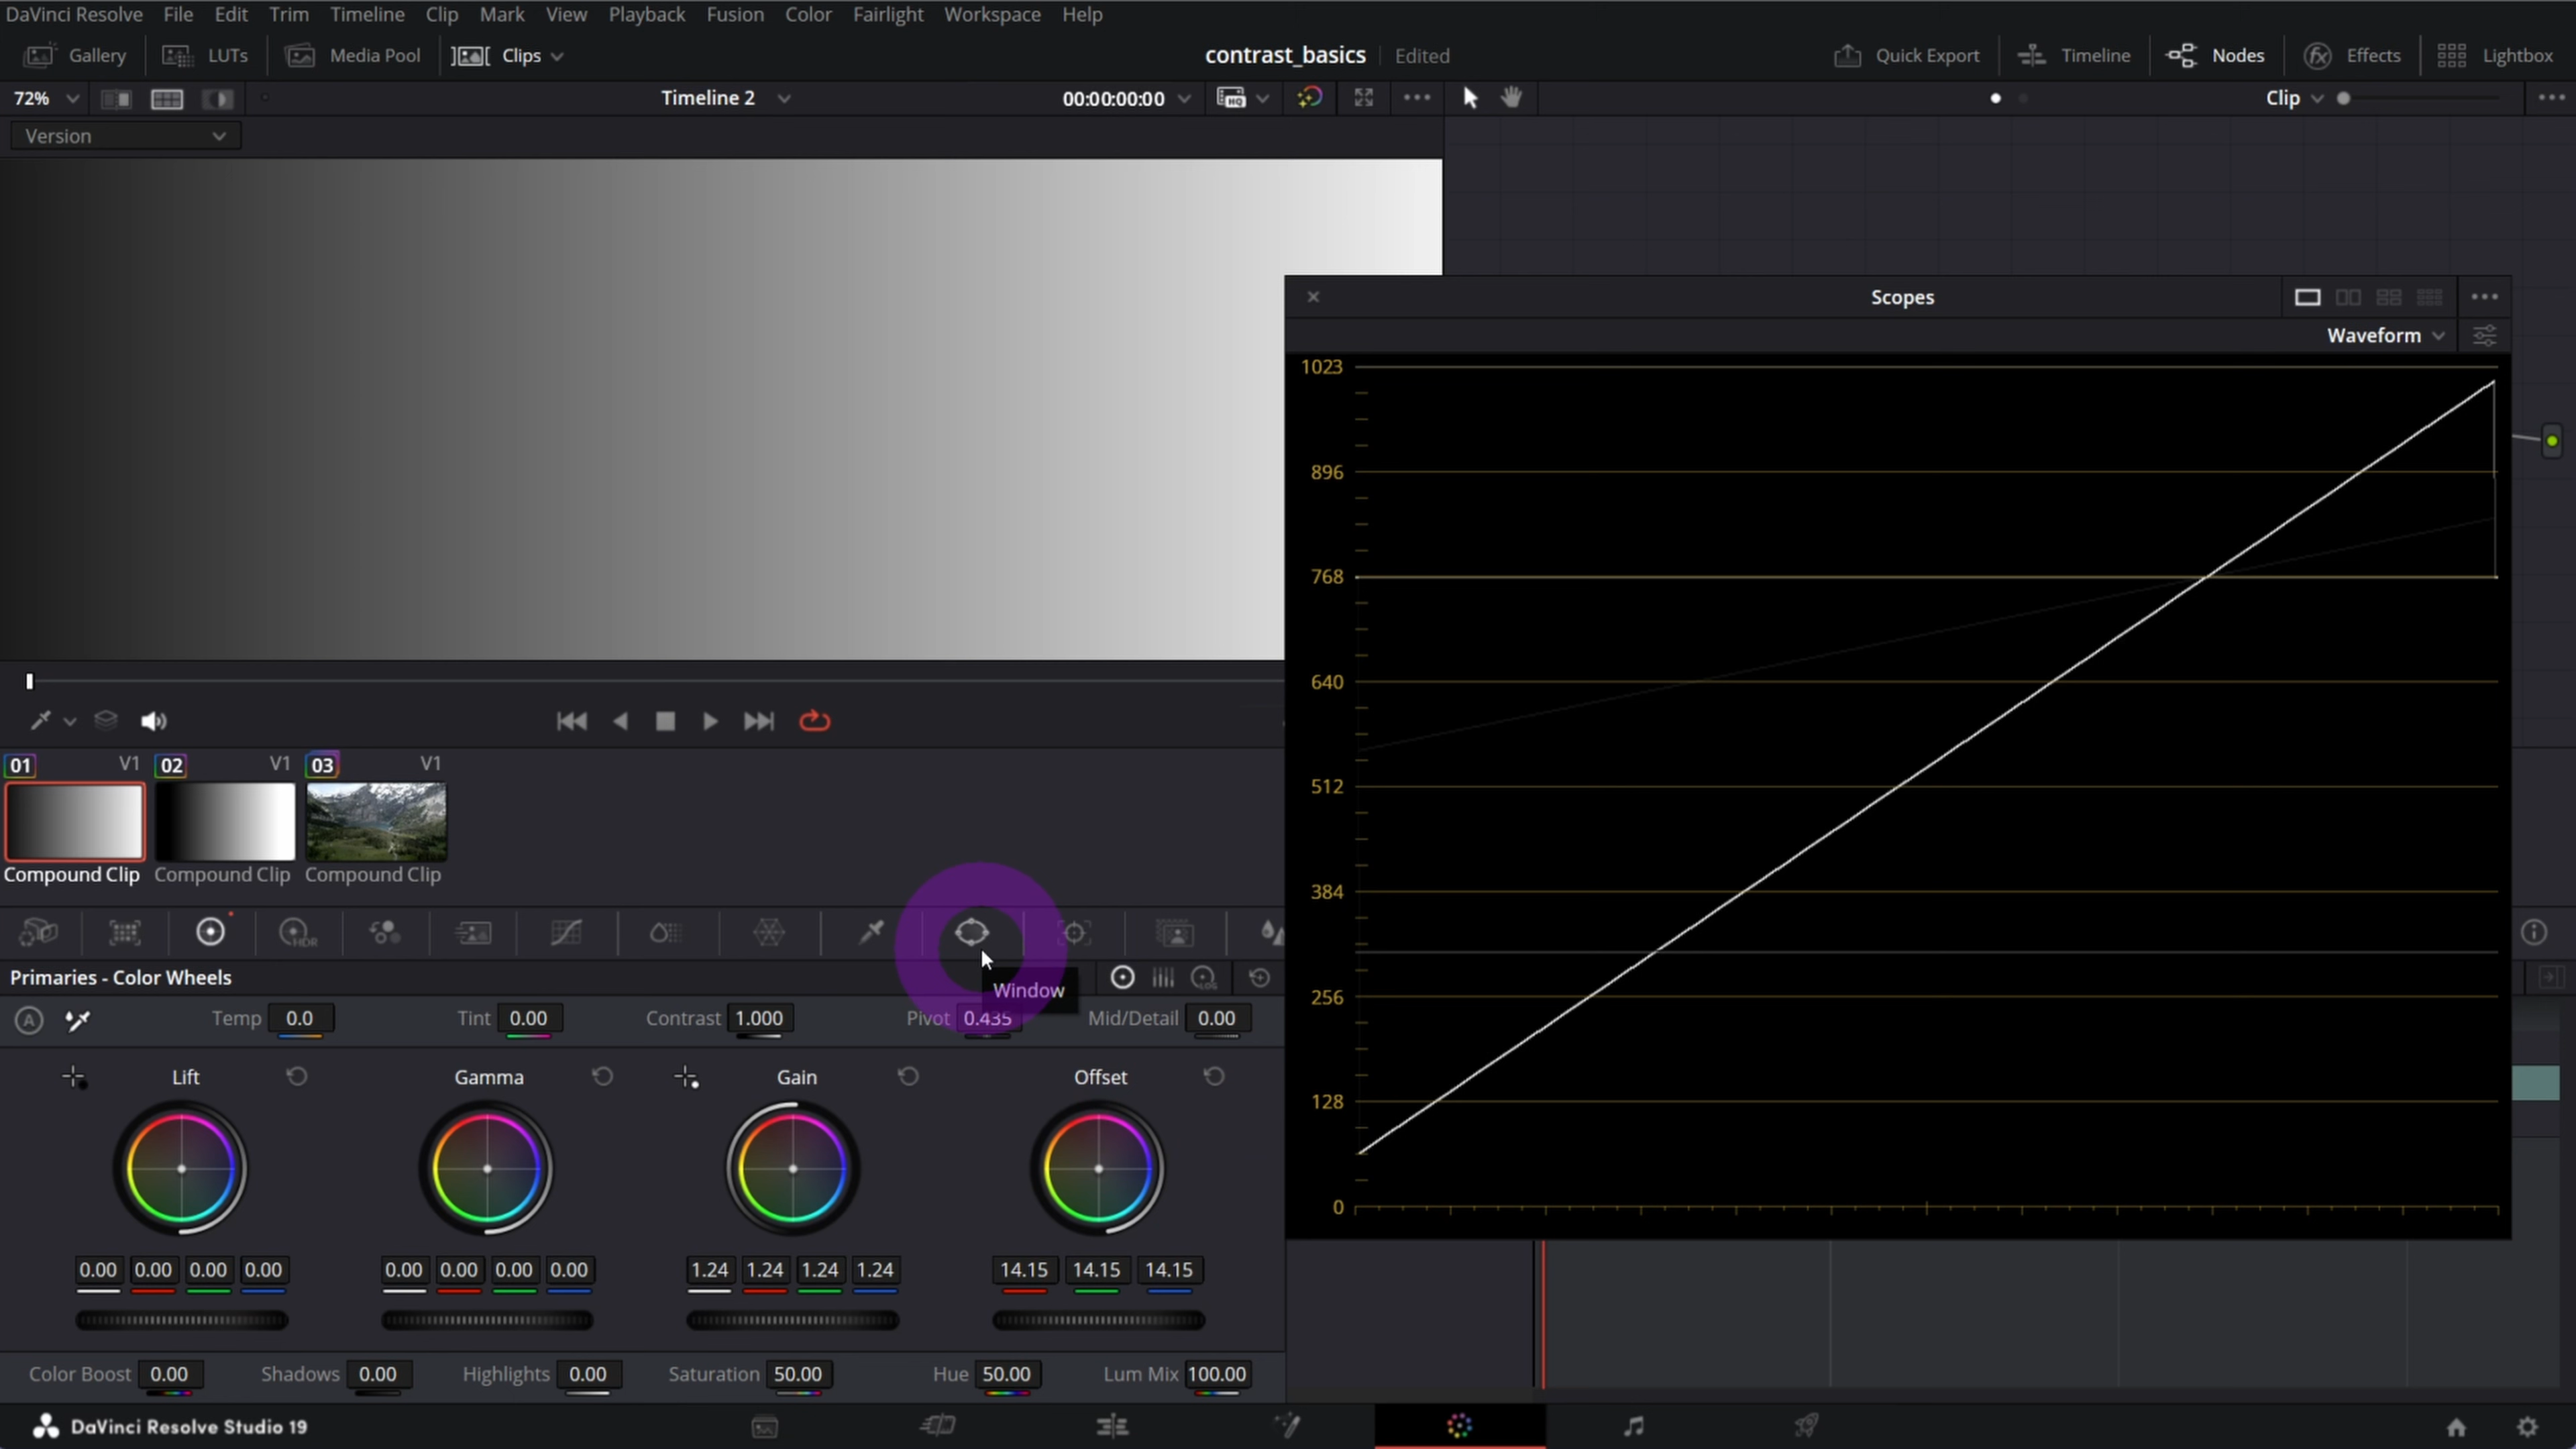 DaVinci Resolve File Edit Trim Timeline Clip Mark View Playback Fusion Color Fairlight Workspace Help
Gallery LUTs Media Pool Clips contrast_basics Edited Quick Export Timeline Nodes Effects Lightbox
72% Timeline 2 00:00:00:00 HQ Clip
Version
Scopes
Waveform
1023
896
768
640
512
384
256
128
0
01 V1 02 V1 03 V1
Compound Clip Compound Clip Compound Clip
HDR
Primaries - Color Wheels LOG
Window
A Temp 0.0 Tint 0.00 Contrast 1.000 Pivot 0.435 Mid/Detail 0.00
Lift Gamma Gain Offset
0.00 0.00 0.00 0.00 0.00 0.00 0.00 0.00 1.24 1.24 1.24 1.24 14.15 14.15 14.15
Color Boost 0.00 Shadows 0.00 Highlights 0.00 Saturation 50.00 Hue 50.00 Lum Mix 100.00
DaVinci Resolve Studio 19